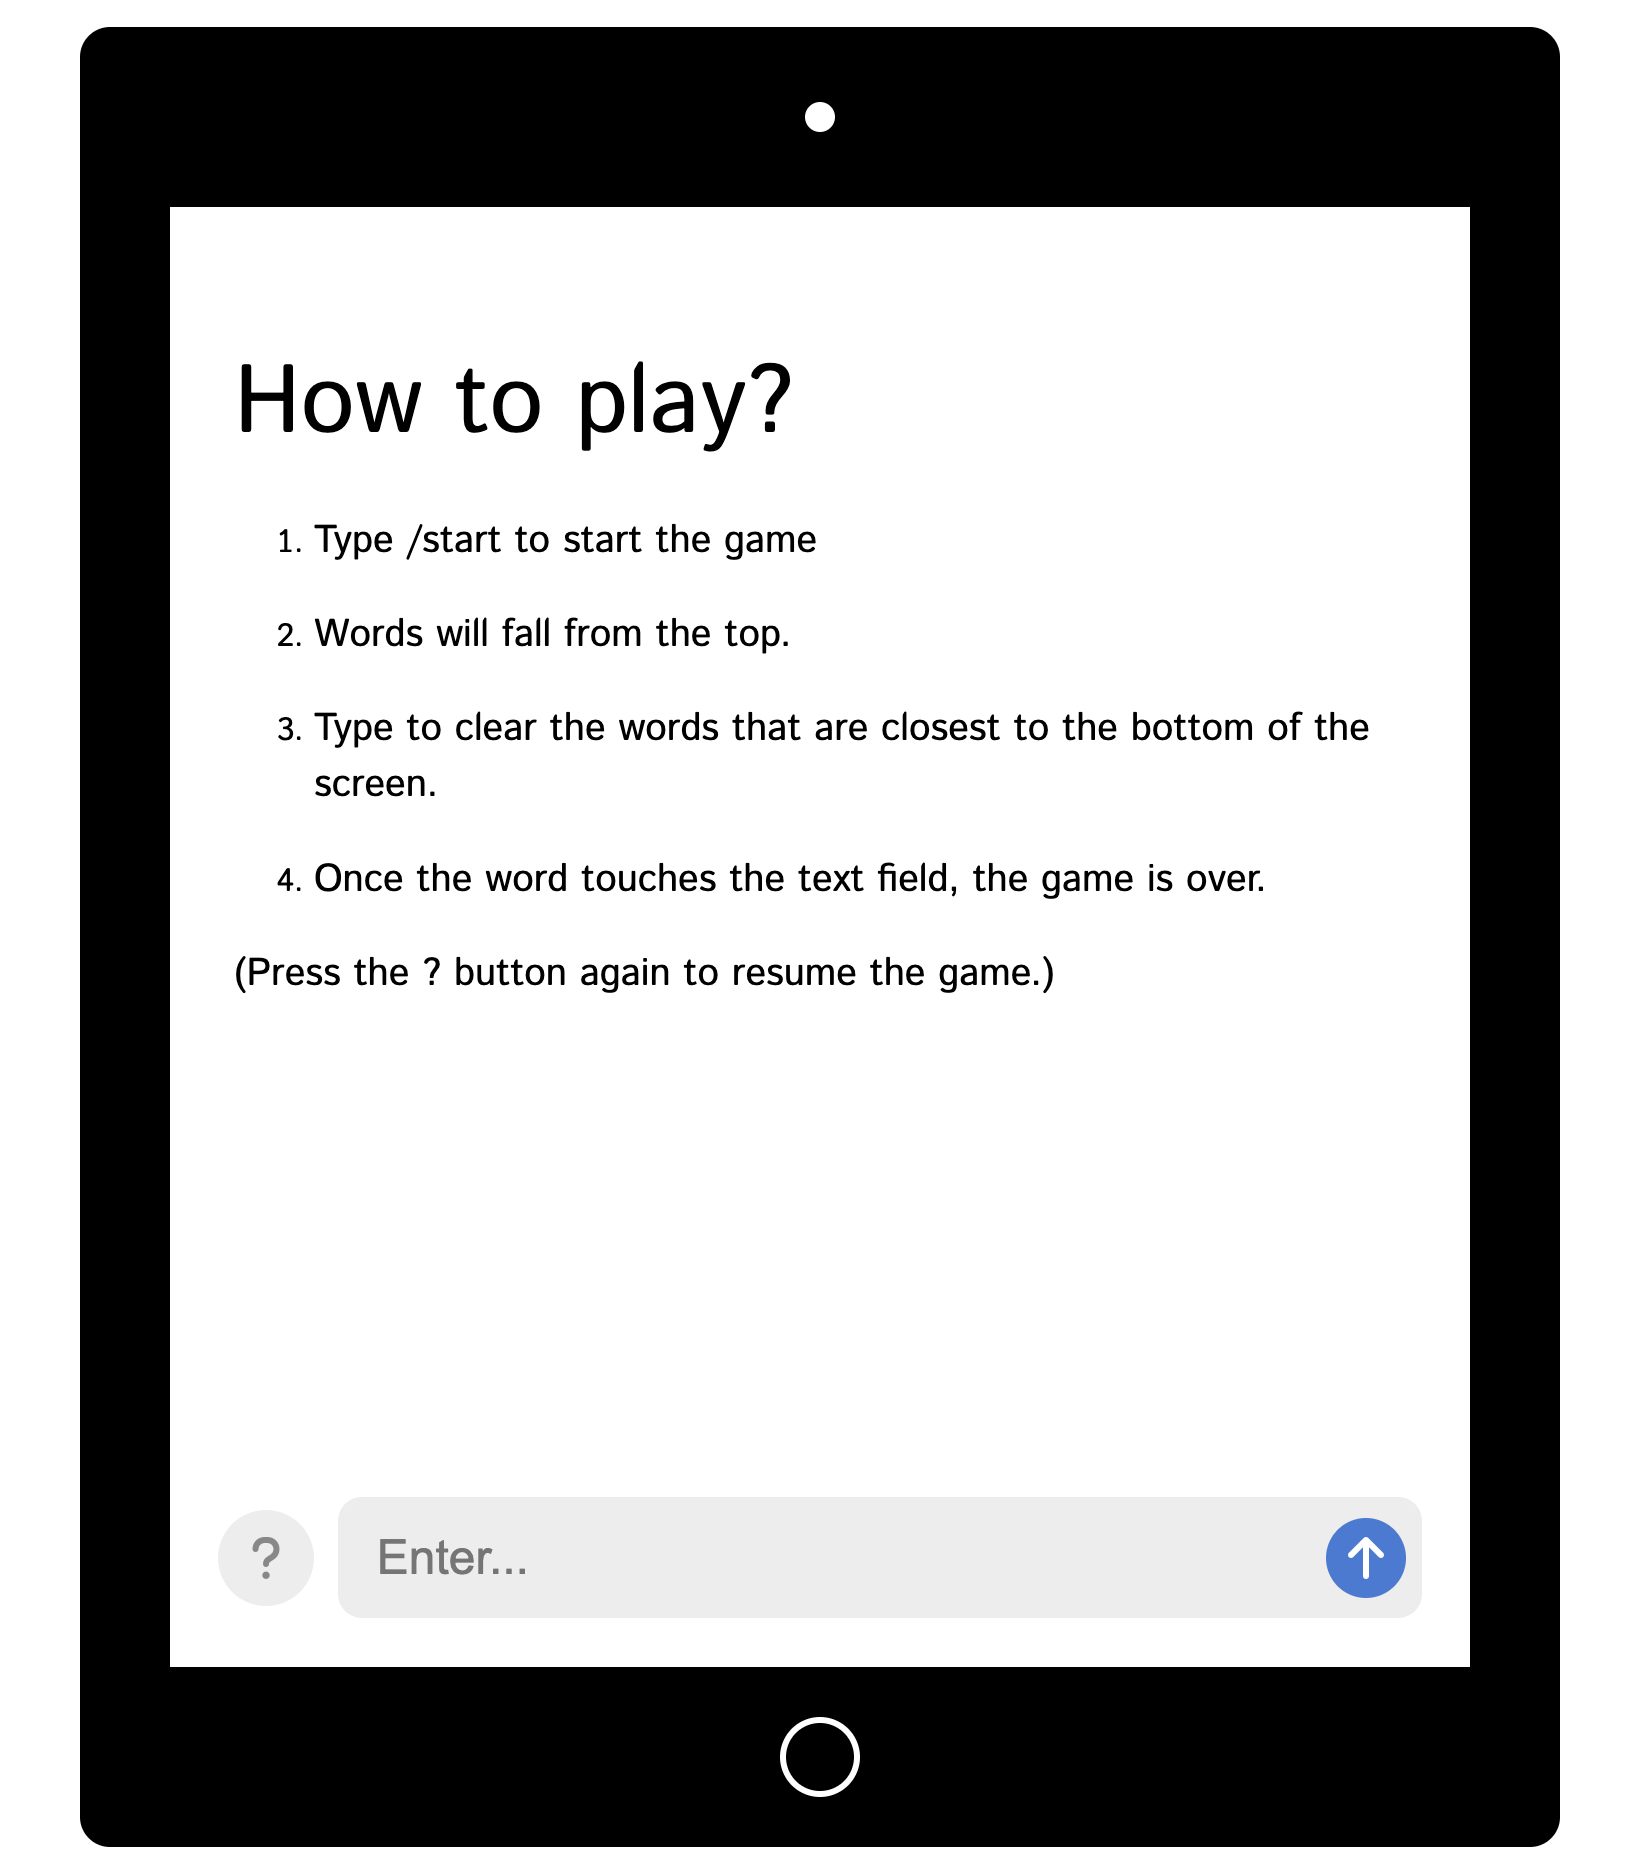 How to play?
1. Type /start to start the game
2. Words will fall from the top.
3. Type to clear the words that are closest to the bottom of the
screen.
4. Once the word touches the text field, the game is over.
(Press the ? button again to resume the game.)
? Enter...